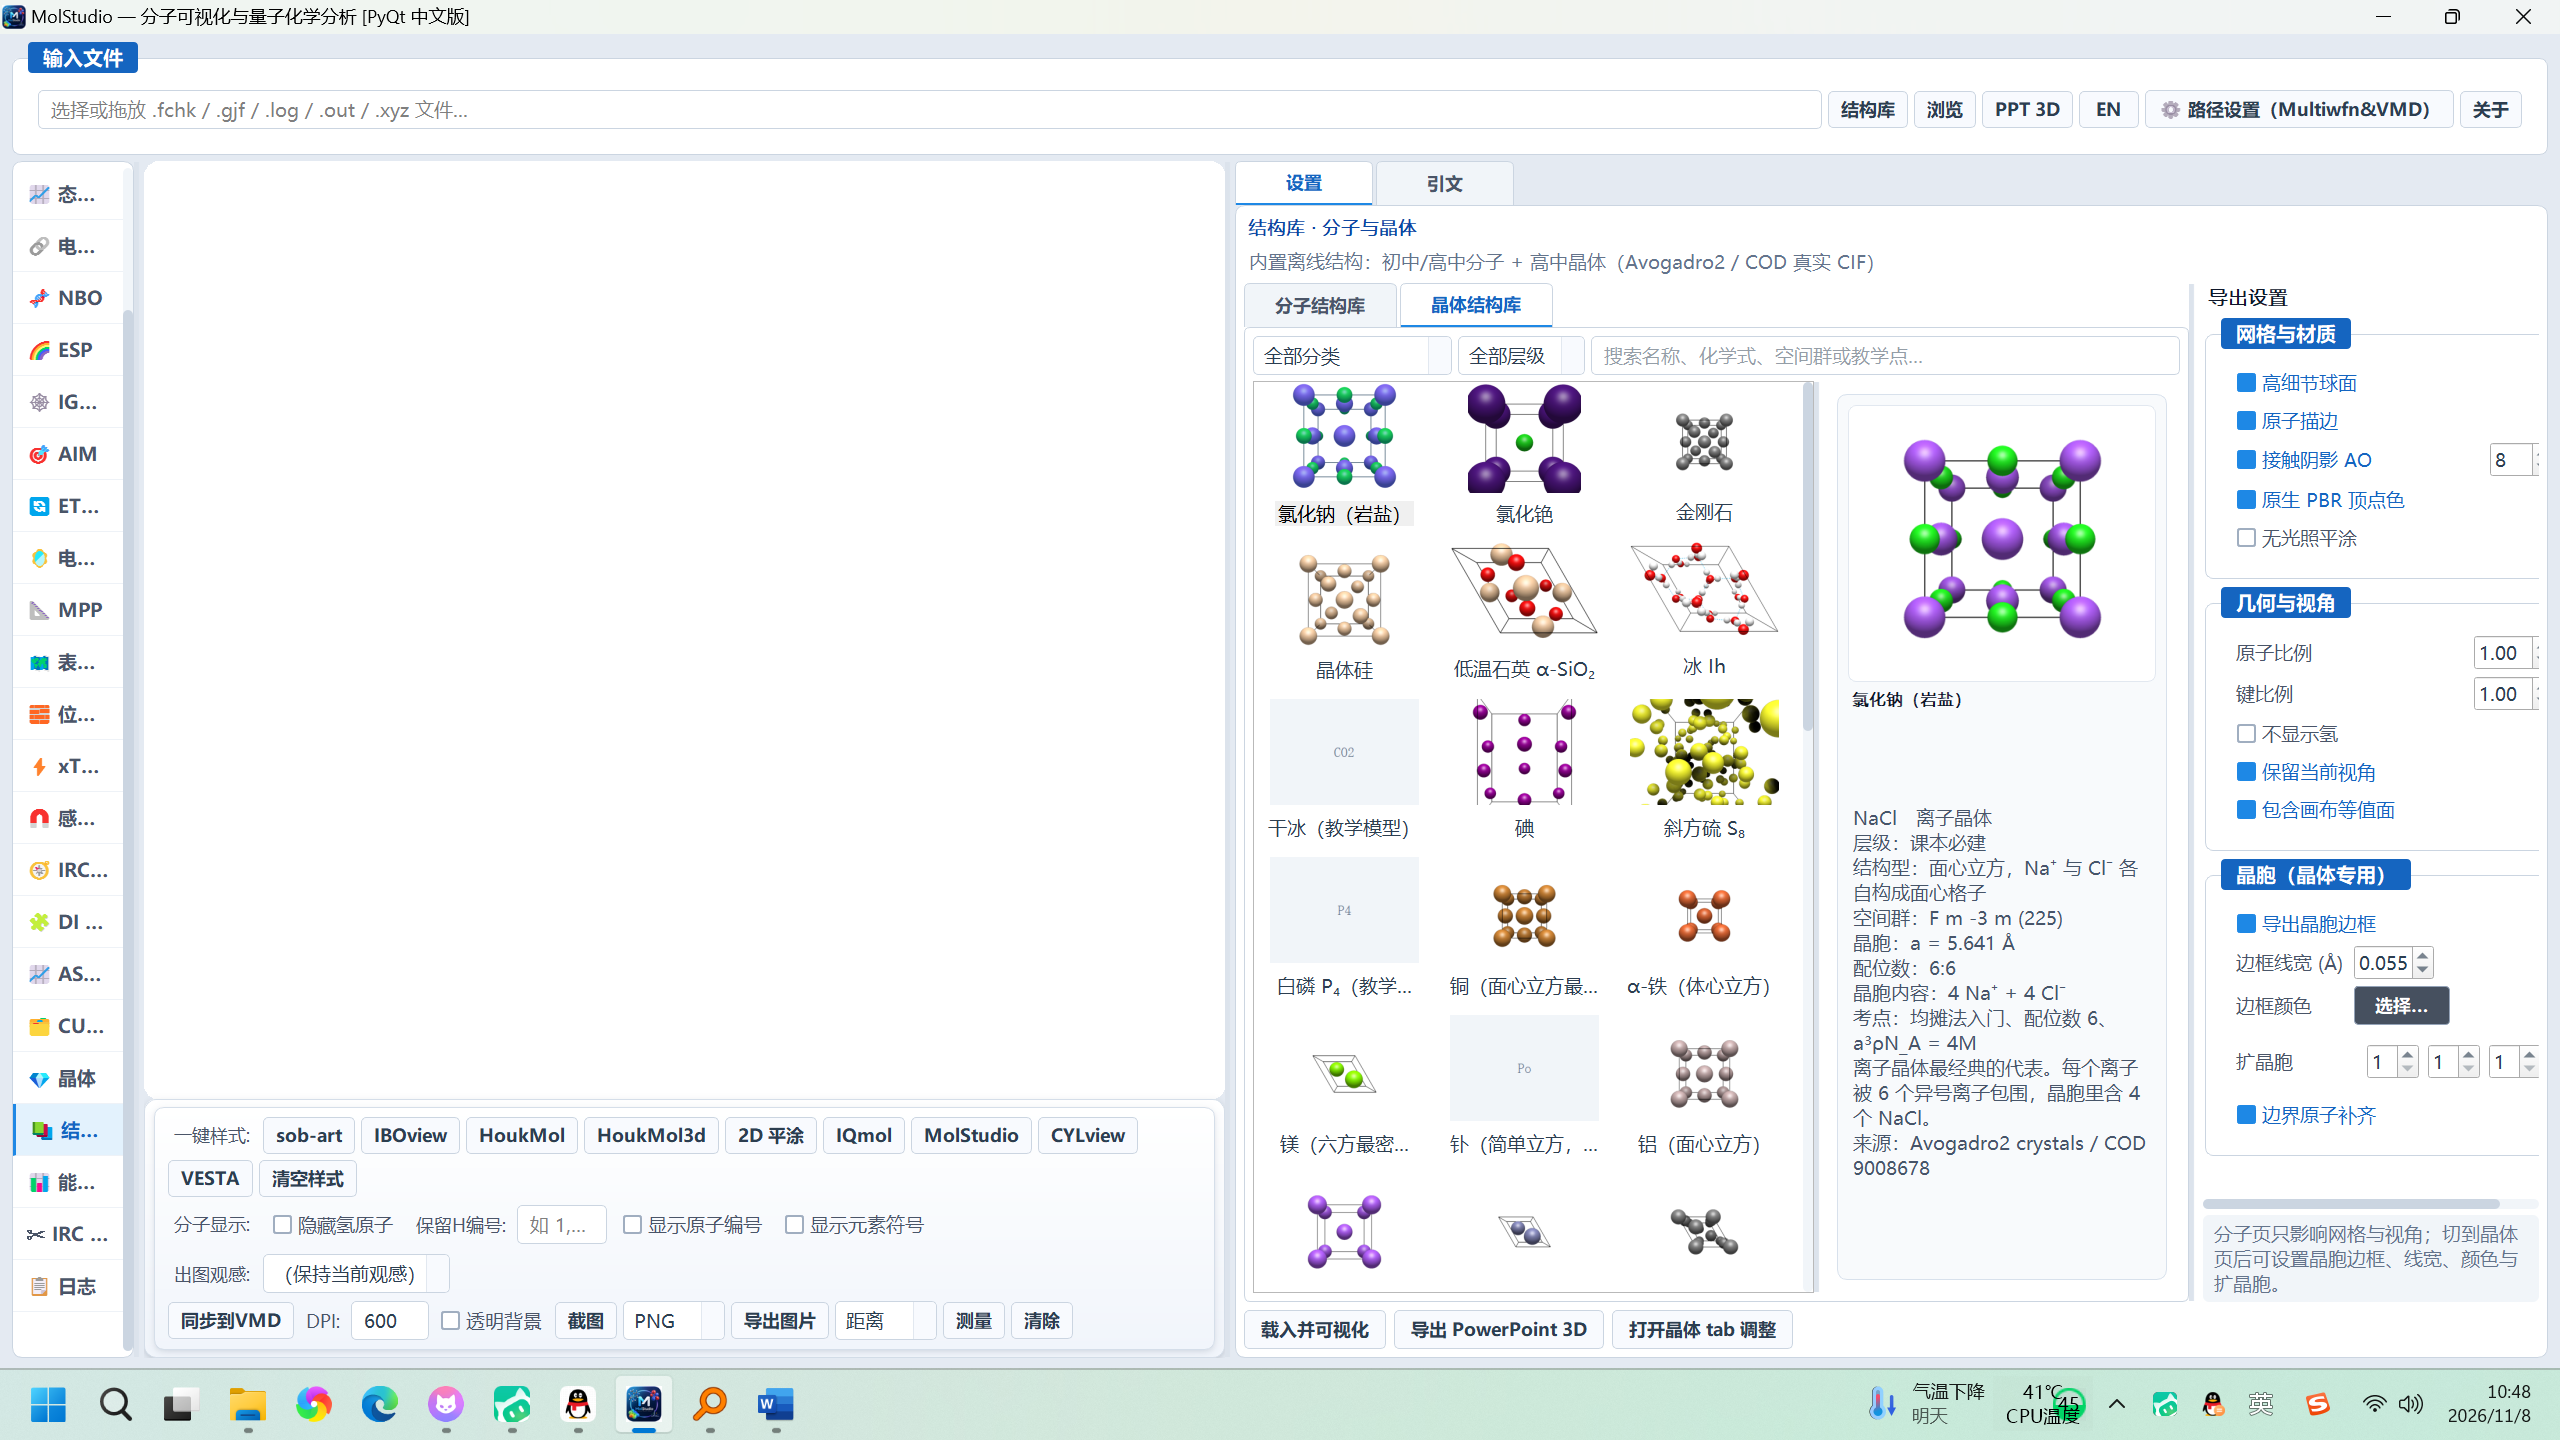 MolStudio — 分子可视化与量子化学分析 [PyQt 中文版]
输入文件
选择或拖放 .fchk / .gjf / .log / .out / .xyz 文件...
结构库
浏览
PPT 3D
EN
路径设置（Multiwfn&VMD）
关于
态...
电...
NBO
ESP
IG...
AIM
ET...
电...
MPP
表...
位...
xT...
感...
IRC...
DI ...
AS...
CU...
晶体
结...
能...
IRC ...
日志
一键样式:
sob-art
IBOview
HoukMol
HoukMol3d
2D 平涂
IQmol
MolStudio
CYLview
VESTA
清空样式
分子显示:
隐藏氢原子
保留H编号:
如 1,...
显示原子编号
显示元素符号
出图观感:
（保持当前观感）
同步到VMD
DPI:
600
透明背景
截图
PNG
导出图片
距离
测量
清除
设置
引文
结构库 · 分子与晶体
内置离线结构：初中/高中分子 + 高中晶体（Avogadro2 / COD 真实 CIF）
分子结构库
晶体结构库
全部分类
全部层级
搜索名称、化学式、空间群或教学点...
氯化钠（岩盐）
氯化铯
金刚石
晶体硅
低温石英 α-SiO₂
冰 Ih
CO2
干冰（教学模型）
碘
斜方硫 S₈
P4
白磷 P₄（教学...
铜（面心立方最...
α-铁（体心立方）
镁（六方最密...
Po
钋（简单立方，...
铝（面心立方）
氯化钠（岩盐）
NaCl 离子晶体
层级：课本必建
结构型：面心立方，Na⁺ 与 Cl⁻ 各
自构成面心格子
空间群：F m -3 m (225)
晶胞：a = 5.641 Å
配位数：6:6
晶胞内容：4 Na⁺ + 4 Cl⁻
考点：均摊法入门、配位数 6、
a³ρN_A = 4M
离子晶体最经典的代表。每个离子
被 6 个异号离子包围，晶胞里含 4
个 NaCl。
来源：Avogadro2 crystals / COD
9008678
载入并可视化
导出 PowerPoint 3D
打开晶体 tab 调整
导出设置
网格与材质
高细节球面
原子描边
接触阴影 AO
8
原生 PBR 顶点色
无光照平涂
几何与视角
原子比例
1.00
键比例
1.00
不显示氢
保留当前视角
包含画布等值面
晶胞（晶体专用）
导出晶胞边框
边框线宽 (Å)
0.055
边框颜色
选择...
扩晶胞
1
1
1
边界原子补齐
分子页只影响网格与视角；切到晶体
页后可设置晶胞边框、线宽、颜色与
扩晶胞。
气温下降
明天
41℃
CPU温度
45
英
10:48
2026/11/8